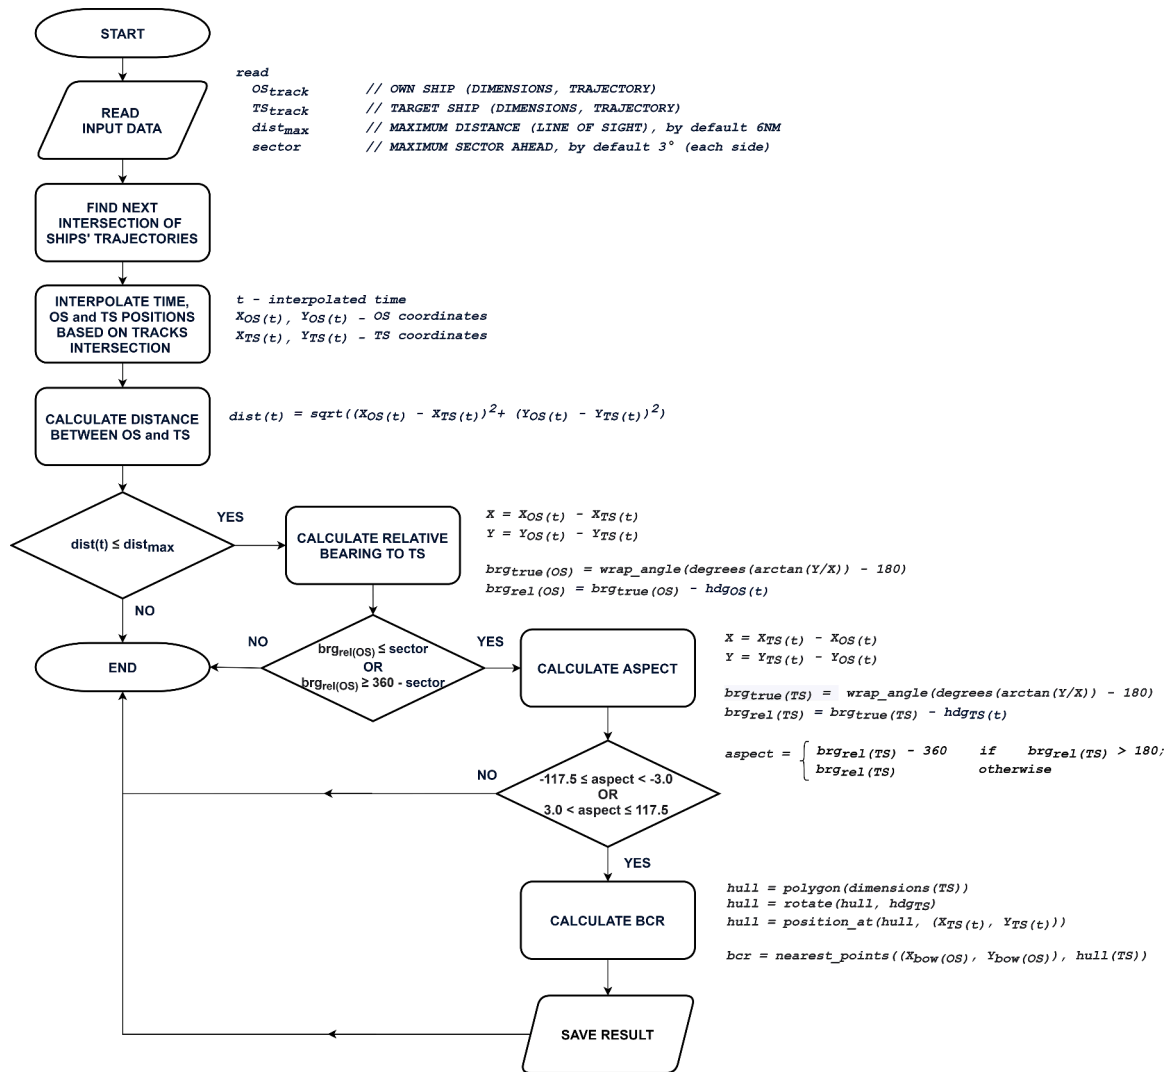 START
READ
INPUT DATA
read
OStrack // OWN SHIP (DIMENSIONS, TRAJECTORY)
TStrack // TARGET SHIP (DIMENSIONS, TRAJECTORY)
distmax // MAXIMUM DISTANCE (LINE OF SIGHT), by default 6NM
sector // MAXIMUM SECTOR AHEAD, by default 3° (each side)
FIND NEXT
INTERSECTION OF
SHIPS' TRAJECTORIES
INTERPOLATE TIME,
OS and TS POSITIONS
BASED ON TRACKS
INTERSECTION
t - interpolated time
XOS(t), YOS(t) - OS coordinates
XTS(t), YTS(t) - TS coordinates
CALCULATE DISTANCE
BETWEEN OS and TS
dist(t) = sqrt((XOS(t) - XTS(t))2+ (YOS(t) - YTS(t))2)
dist(t) ≤ distmax
YES
NO
CALCULATE RELATIVE
BEARING TO TS
X = XOS(t) - XTS(t)
Y = YOS(t) - YTS(t)
brgtrue(OS) = wrap_angle(degrees(arctan(Y/X)) - 180)
brgrel(OS) = brgtrue(OS) - hdgOS(t)
END
NO
brgrel(OS) ≤ sector
OR
brgrel(OS) ≥ 360 - sector
YES
CALCULATE ASPECT
X = XTS(t) - XOS(t)
Y = YTS(t) - YOS(t)
brgtrue(TS) = wrap_angle(degrees(arctan(Y/X)) - 180)
brgrel(TS) = brgtrue(TS) - hdgTS(t)
aspect = { brgrel(TS) - 360 if brgrel(TS) > 180;
brgrel(TS) otherwise
NO
-117.5 ≤ aspect < -3.0
OR
3.0 < aspect ≤ 117.5
YES
CALCULATE BCR
hull = polygon(dimensions(TS))
hull = rotate(hull, hdgTS)
hull = position_at(hull, (XTS(t), YTS(t)))
bcr = nearest_points((Xbow(OS), Ybow(OS)), hull(TS))
SAVE RESULT